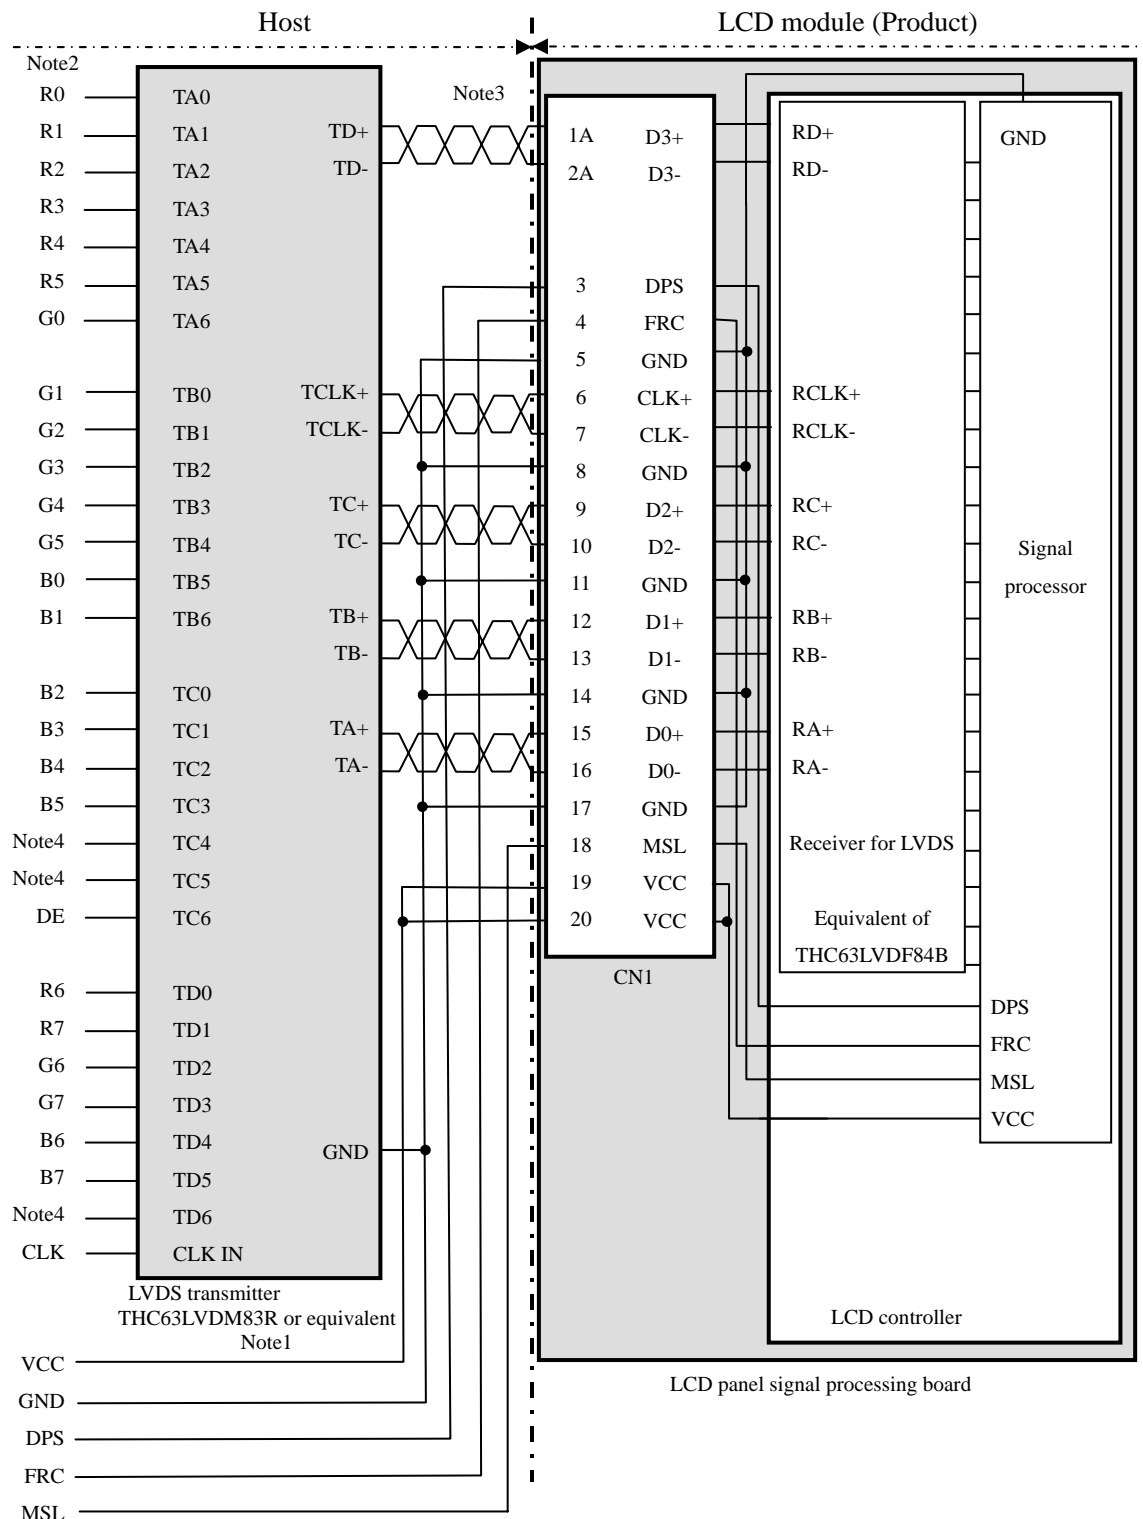 Host
LCD module (Product)
Note2
R0 TA0
R1 TA1
R2 TA2
R3 TA3
R4 TA4
R5 TA5
G0 TA6
G1 TB0
G2 TB1
G3 TB2
G4 TB3
G5 TB4
B0 TB5
B1 TB6
B2 TC0
B3 TC1
B4 TC2
B5 TC3
Note4 TC4
Note4 TC5
DE TC6
R6 TD0
R7 TD1
G6 TD2
G7 TD3
B6 TD4
B7 TD5
Note4 TD6
CLK CLK IN
TD+
TD-
TCLK+
TCLK-
TC+
TC-
TB+
TB-
TA+
TA-
GND
LVDS transmitter
THC63LVDM83R or equivalent
Note1
VCC
GND
DPS
FRC
MSL
Note3
1A D3+
2A D3-
3 DPS
4 FRC
5 GND
6 CLK+
7 CLK-
8 GND
9 D2+
10 D2-
11 GND
12 D1+
13 D1-
14 GND
15 D0+
16 D0-
17 GND
18 MSL
19 VCC
20 VCC
CN1
RD+
RD-
RCLK+
RCLK-
RC+
RC-
RB+
RB-
RA+
RA-
Receiver for LVDS
Equivalent of
THC63LVDF84B
GND
Signal
processor
DPS
FRC
MSL
VCC
LCD controller
LCD panel signal processing board